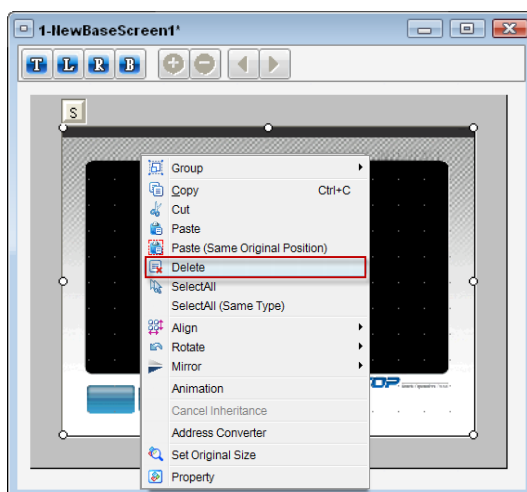 1-NewBaseScreen1*
T L R B
S
Group
Copy Ctrl+C
Cut
Paste
Paste (Same Original Position)
Delete
SelectAll
SelectAll (Same Type)
Align
Rotate
Mirror
Animation
Cancel Inheritance
Address Converter
Set Original Size
Property